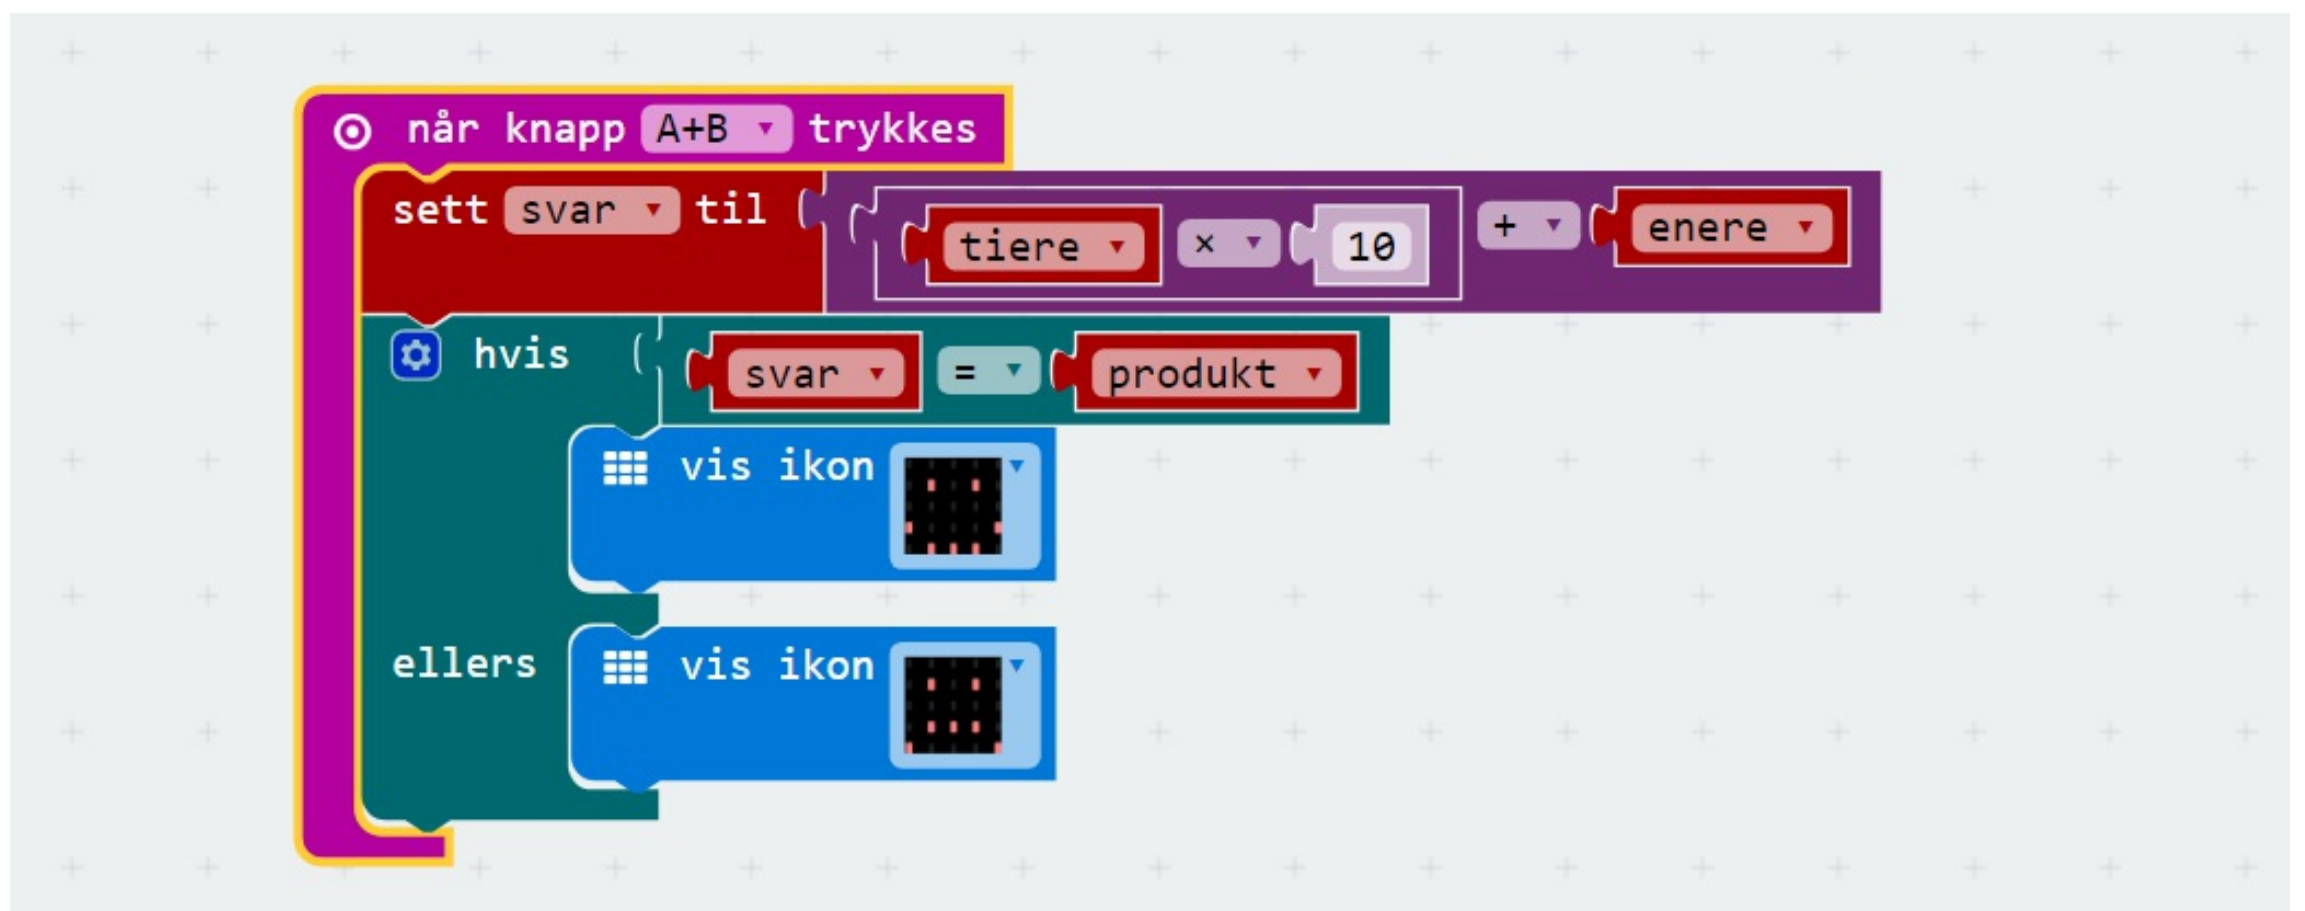 når knapp A+B trykkes
sett svar til tiere × 10 + enere
hvis svar = produkt
vis ikon
ellers vis ikon